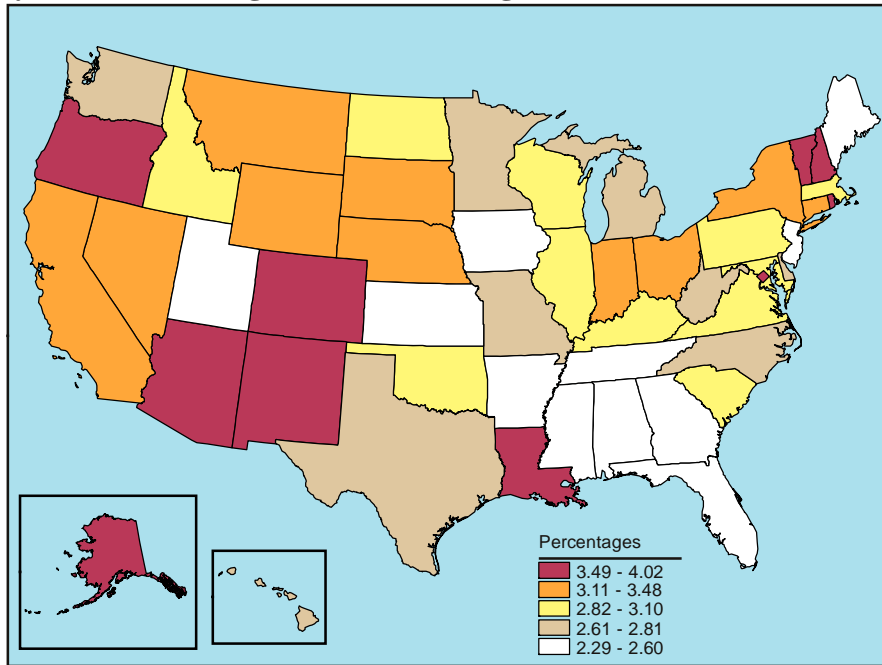 Percentages
3.49 - 4.02
3.11 - 3.48
2.82 - 3.10
2.61 - 2.81
2.29 - 2.60